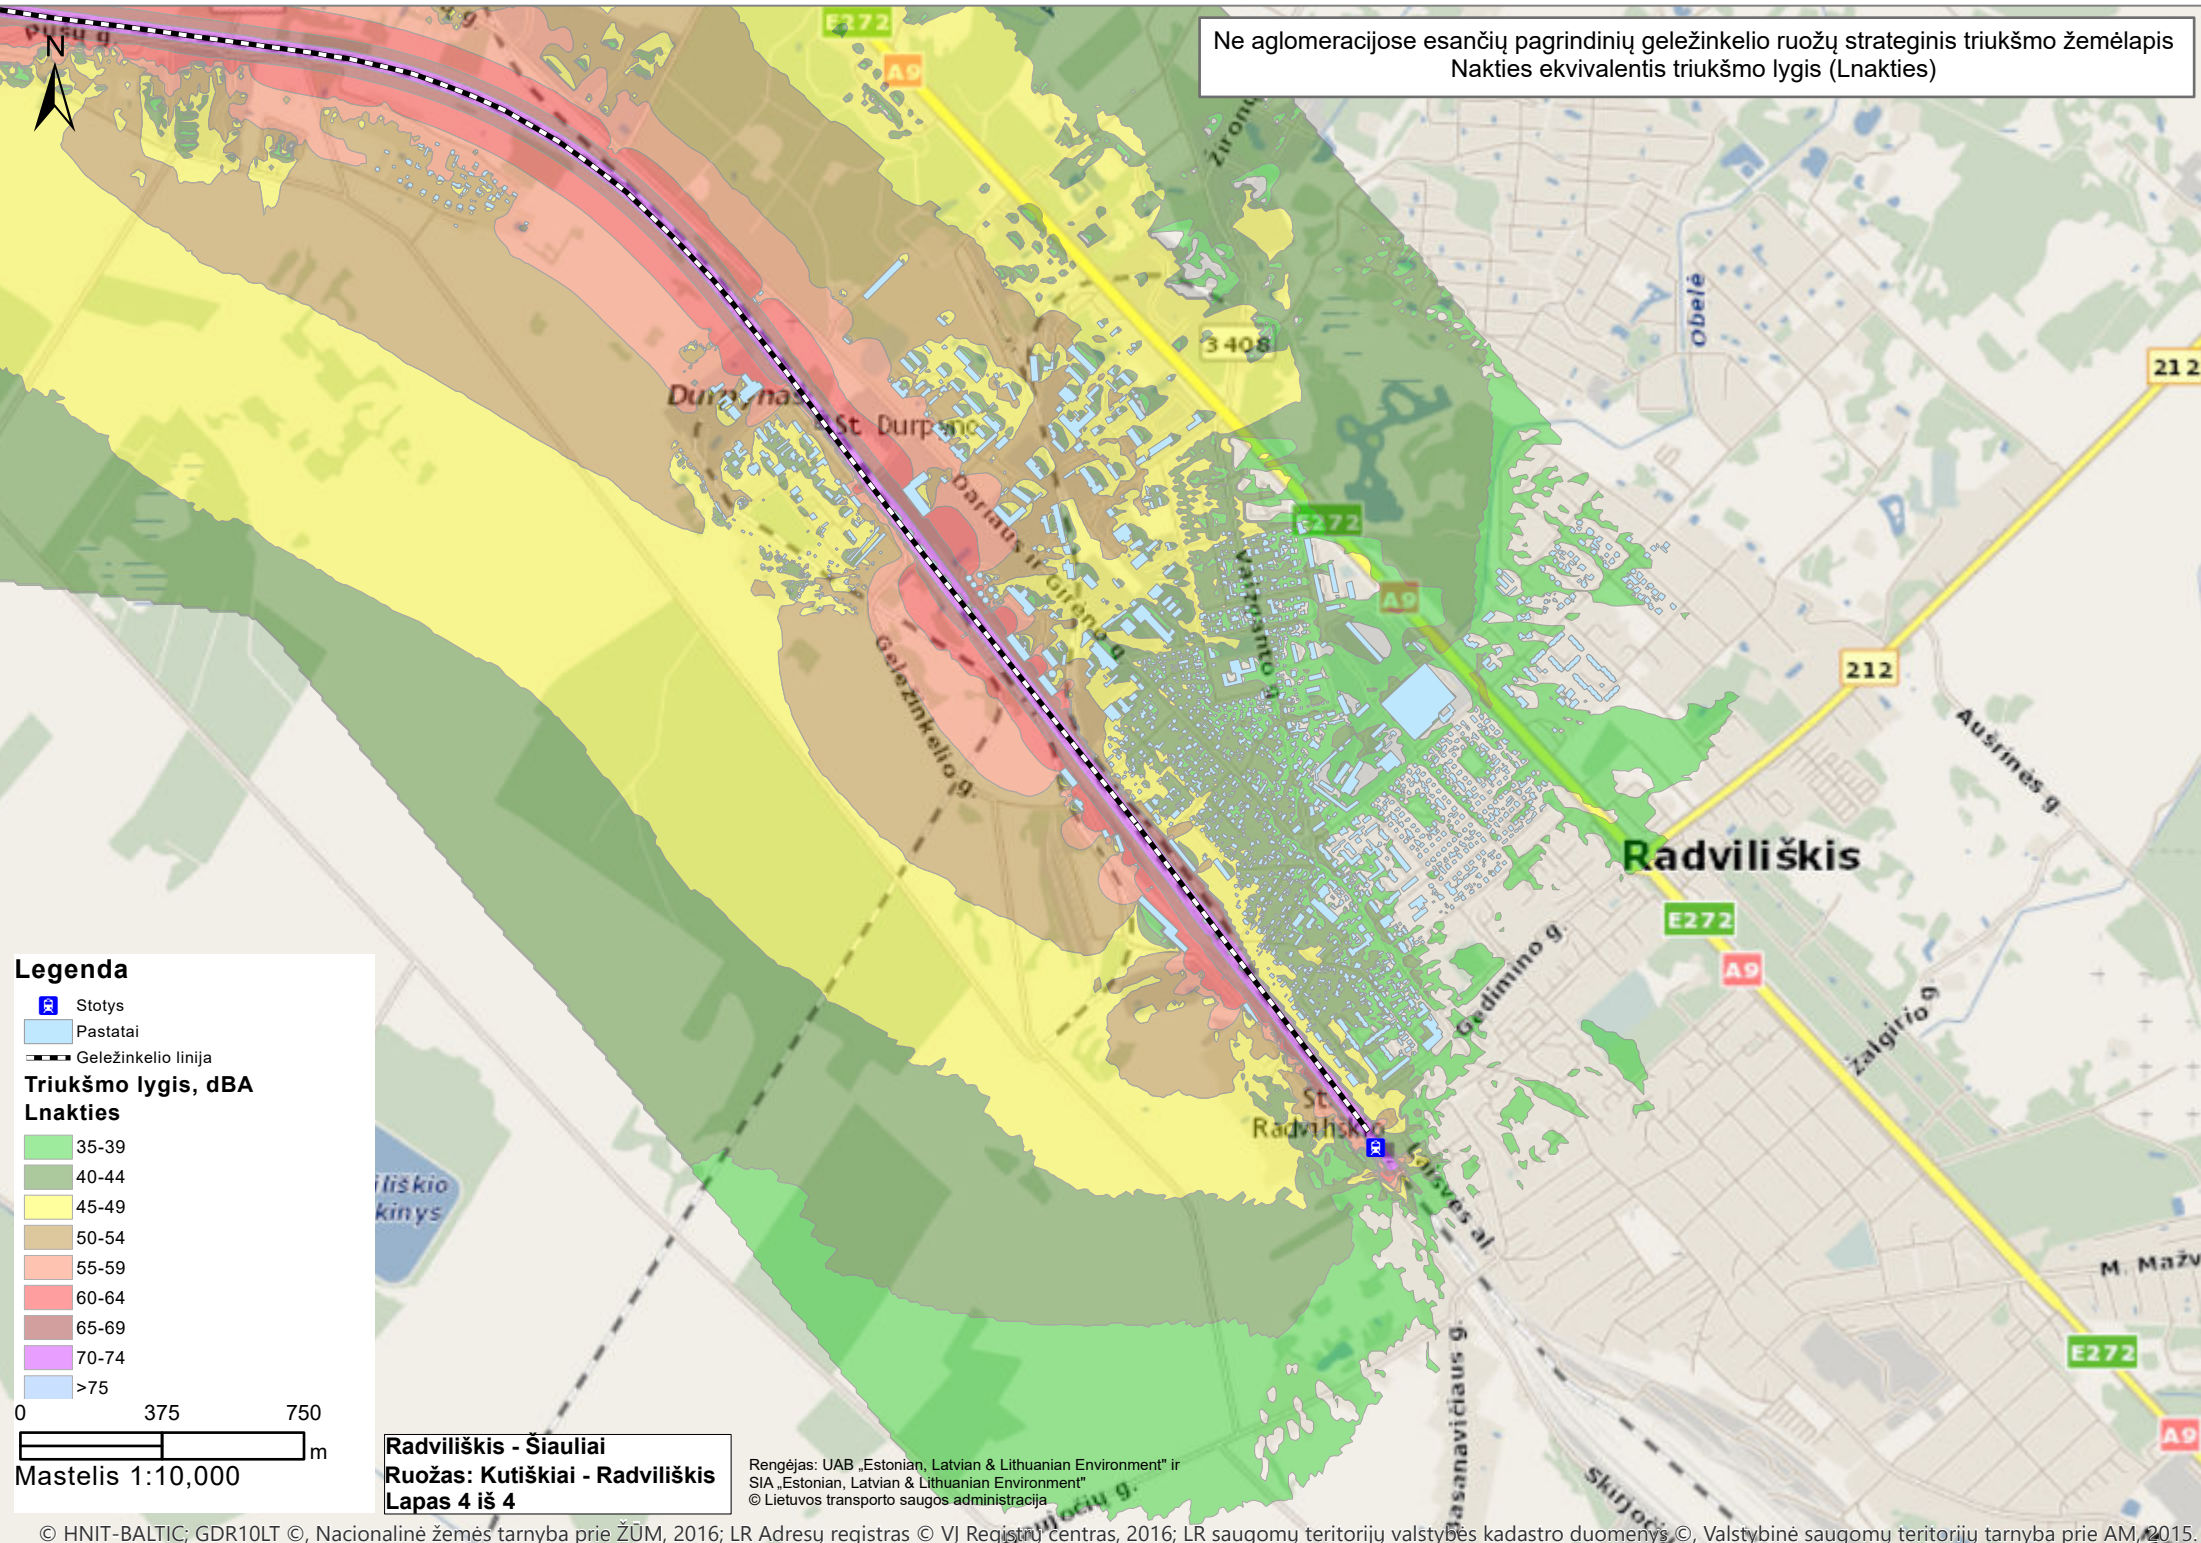 Ne aglomeracijose esančių pagrindinių geležinkelio ruožų strateginis triukšmo žemėlapis
Nakties ekvivalentis triukšmo lygis (Lnakties)
N
E272
A9
3 408
Obelė
212
Durpynas
St Durpyno
Dariaus ir Girėno g.
E272
Vaižganto g.
A9
212
Geležinkelio g.
Aušrinės g.
Radviliškis
E272
A9
Gedimino g.
Žalgirio g.
St.
Radviliškio
Laisvės al.
M. Mažv
E272
A9
Basanavičiaus g.
Legenda
Stotys
Pastatai
Geležinkelio linija
Triukšmo lygis, dBA
Lnakties
35-39
40-44
45-49
50-54
55-59
60-64
65-69
70-74
>75
0 375 750
m
Mastelis 1:10,000
iliškio
kinys
Radviliškis - Šiauliai
Ruožas: Kutiškiai - Radviliškis
Lapas 4 iš 4
Rengėjas: UAB „Estonian, Latvian & Lithuanian Environment" ir
SIA „Estonian, Latvian & Lithuanian Environment"
© Lietuvos transporto saugos administracija
© HNIT-BALTIC; GDR10LT ©, Nacionalinė žemės tarnyba prie ŽŪM, 2016; LR Adresų registras © VĮ Registrų centras, 2016; LR saugomų teritorijų valstybės kadastro duomenys ©, Valstybinė saugomų teritorijų tarnyba prie AM, 2015.